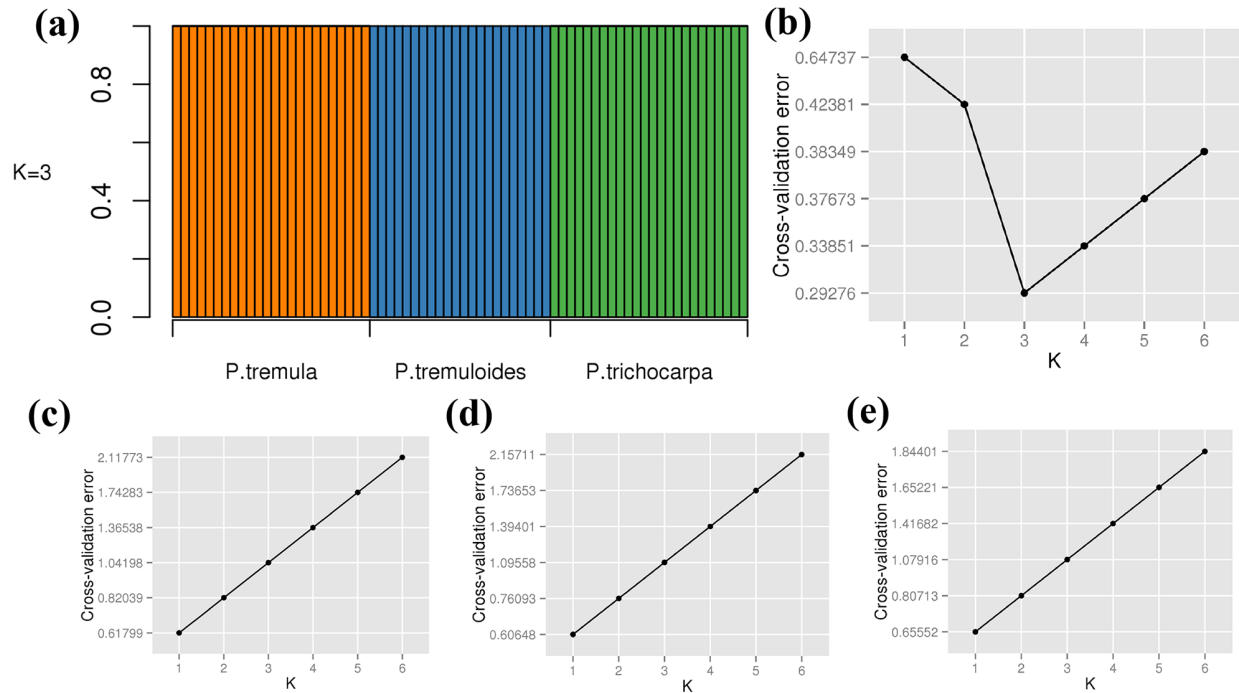 (a)
K=3
0.8
0.4
0.0
P.tremula P.tremuloides P.trichocarpa
(b)
Cross-validation error
0.64737
0.42381
0.38349
0.37673
0.33851
0.29276
1 2 3 4 5 6
K
(c)
Cross-validation error
2.11773
1.74283
1.36538
1.04198
0.82039
0.61799
1 2 3 4 5 6
K
(d)
Cross-validation error
2.15711
1.73653
1.39401
1.09558
0.76093
0.60648
1 2 3 4 5 6
K
(e)
Cross-validation error
1.84401
1.65221
1.41682
1.07916
0.80713
0.65552
1 2 3 4 5 6
K